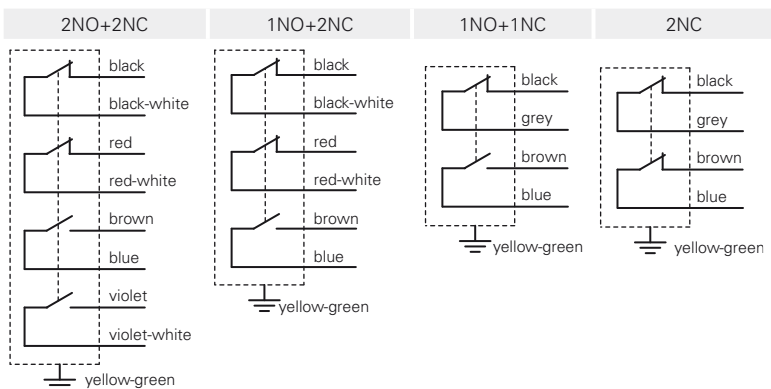 2NO+2NC
black
black-white
red
red-white
brown
blue
violet
violet-white
yellow-green
1NO+2NC
black
black-white
red
red-white
brown
blue
yellow-green
1NO+1NC
black
grey
brown
blue
yellow-green
2NC
black
grey
brown
blue
yellow-green